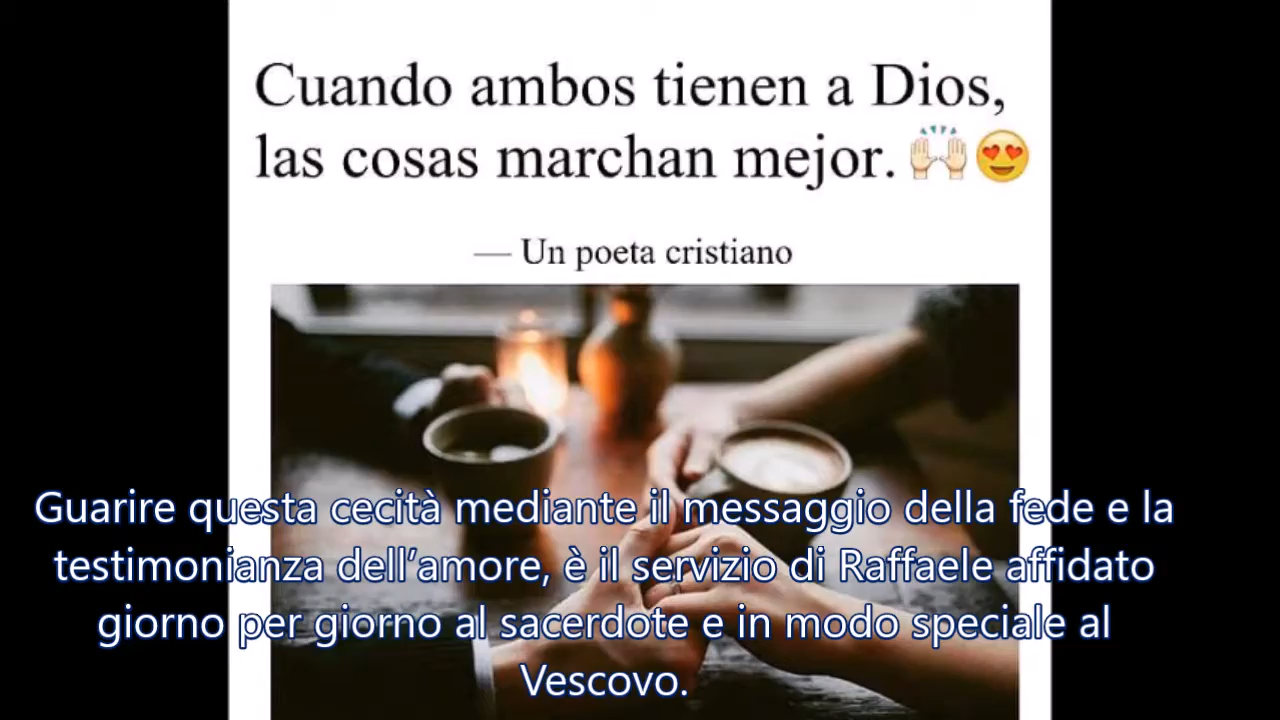 Cuando ambos tienen a Dios,
las cosas marchan mejor. 🙌🏻😍
— Un poeta cristiano
Guarire questa cecità mediante il messaggio della fede e la
testimonianza dell’amore, è il servizio di Raffaele affidato
giorno per giorno al sacerdote e in modo speciale al
Vescovo.